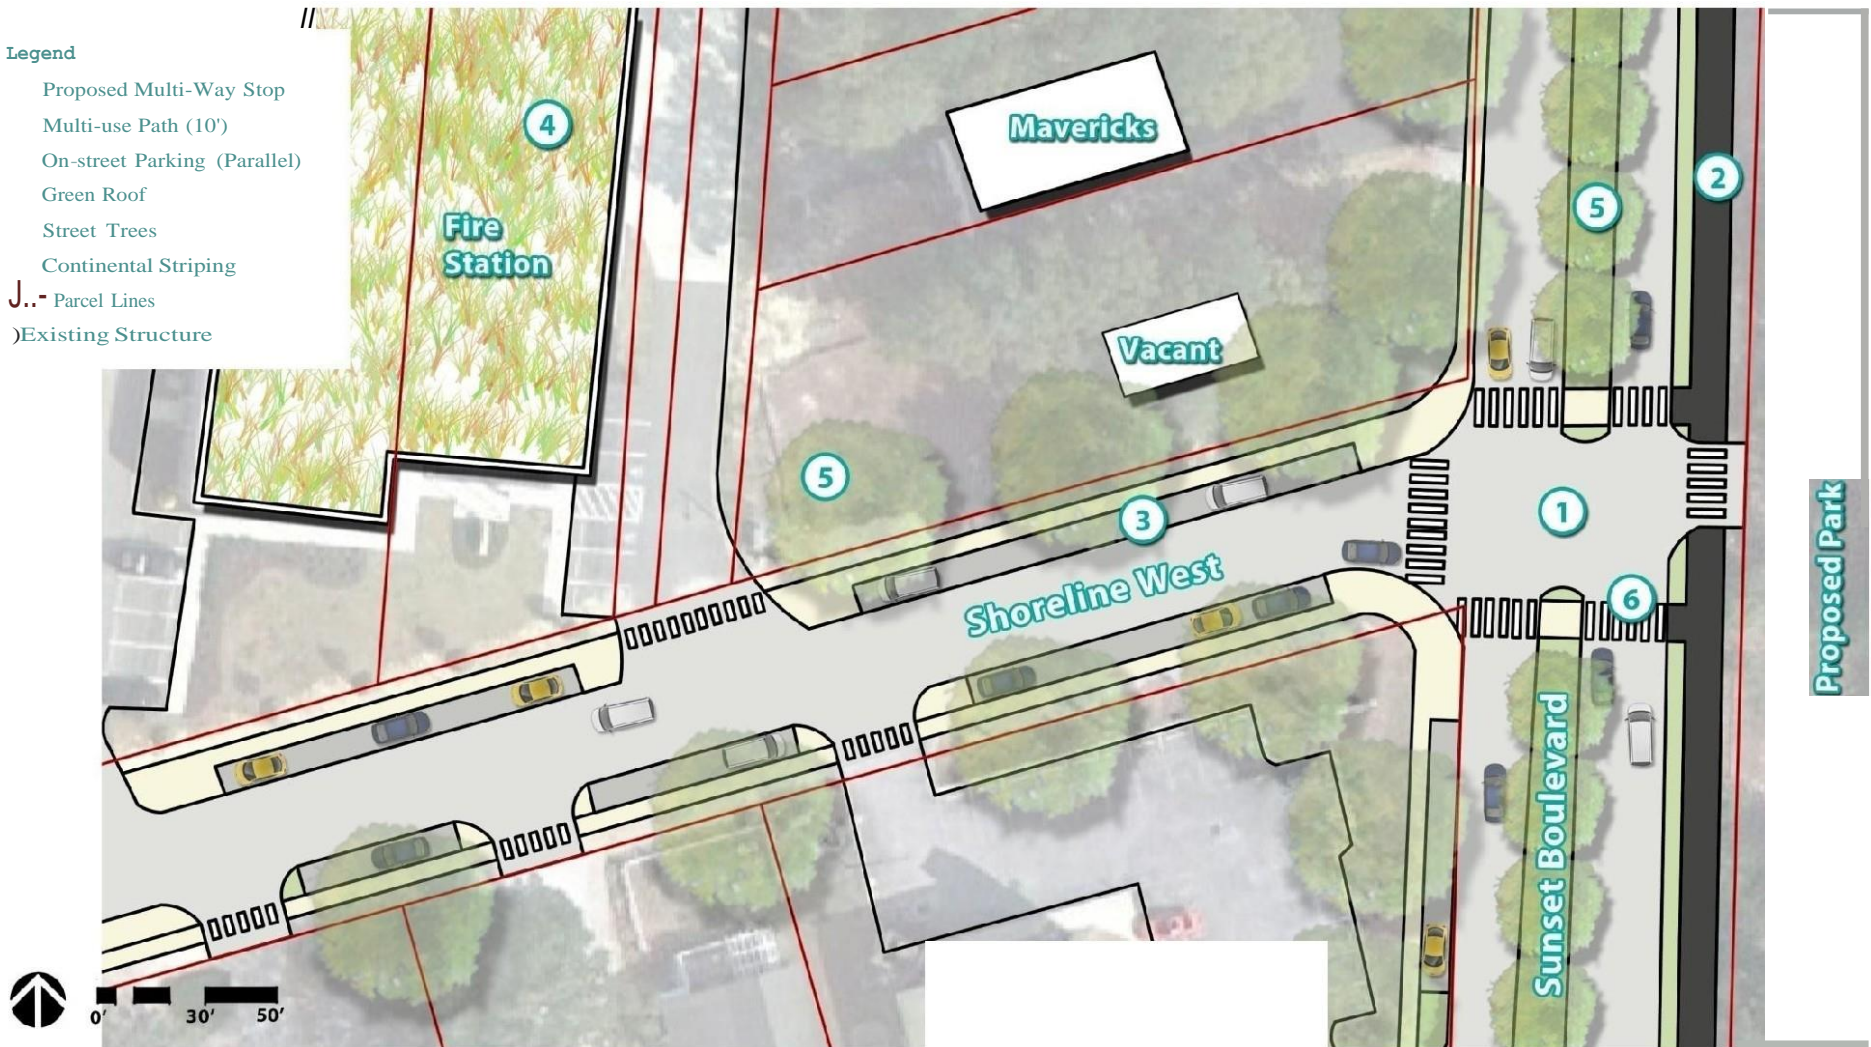 Legend
Proposed Multi-Way Stop
Multi-use Path (10')
On-street Parking (Parallel)
Green Roof
Street Trees
Continental Striping
J..- Parcel Lines
)Existing Structure
//
4
Fire
Station
Mavericks
Vacant
5
2
5
3
1
6
Shoreline West
Sunset Boulevard
Proposed Park
0' 30' 50'